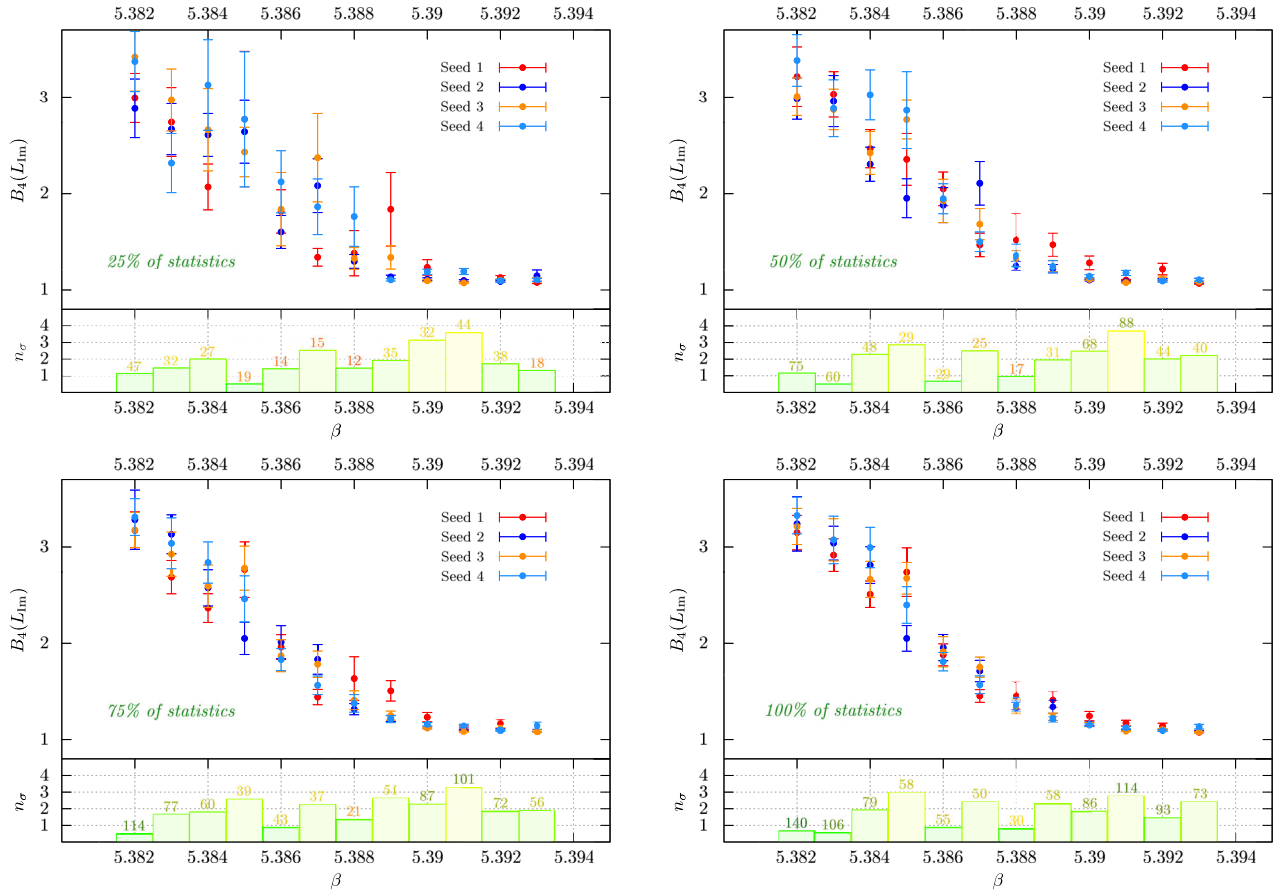 5.382 5.384 5.386 5.388 5.39 5.392 5.394
3
2
1
B4(LIm)
Seed 1
Seed 2
Seed 3
Seed 4
25% of statistics
4
3
2
1
nσ
47 32 27 19 14 15 12 35 32 44 38 18
5.382 5.384 5.386 5.388 5.39 5.392 5.394
β
5.382 5.384 5.386 5.388 5.39 5.392 5.394
3
2
1
B4(LIm)
Seed 1
Seed 2
Seed 3
Seed 4
50% of statistics
4
3
2
1
nσ
75 60 48 29 29 25 17 31 68 88 44 40
5.382 5.384 5.386 5.388 5.39 5.392 5.394
β
5.382 5.384 5.386 5.388 5.39 5.392 5.394
3
2
1
B4(LIm)
Seed 1
Seed 2
Seed 3
Seed 4
75% of statistics
4
3
2
1
nσ
114 77 60 39 43 37 21 51 87 101 72 56
5.382 5.384 5.386 5.388 5.39 5.392 5.394
β
5.382 5.384 5.386 5.388 5.39 5.392 5.394
3
2
1
B4(LIm)
Seed 1
Seed 2
Seed 3
Seed 4
100% of statistics
4
3
2
1
nσ
140 106 79 58 55 50 30 58 86 114 93 73
5.382 5.384 5.386 5.388 5.39 5.392 5.394
β